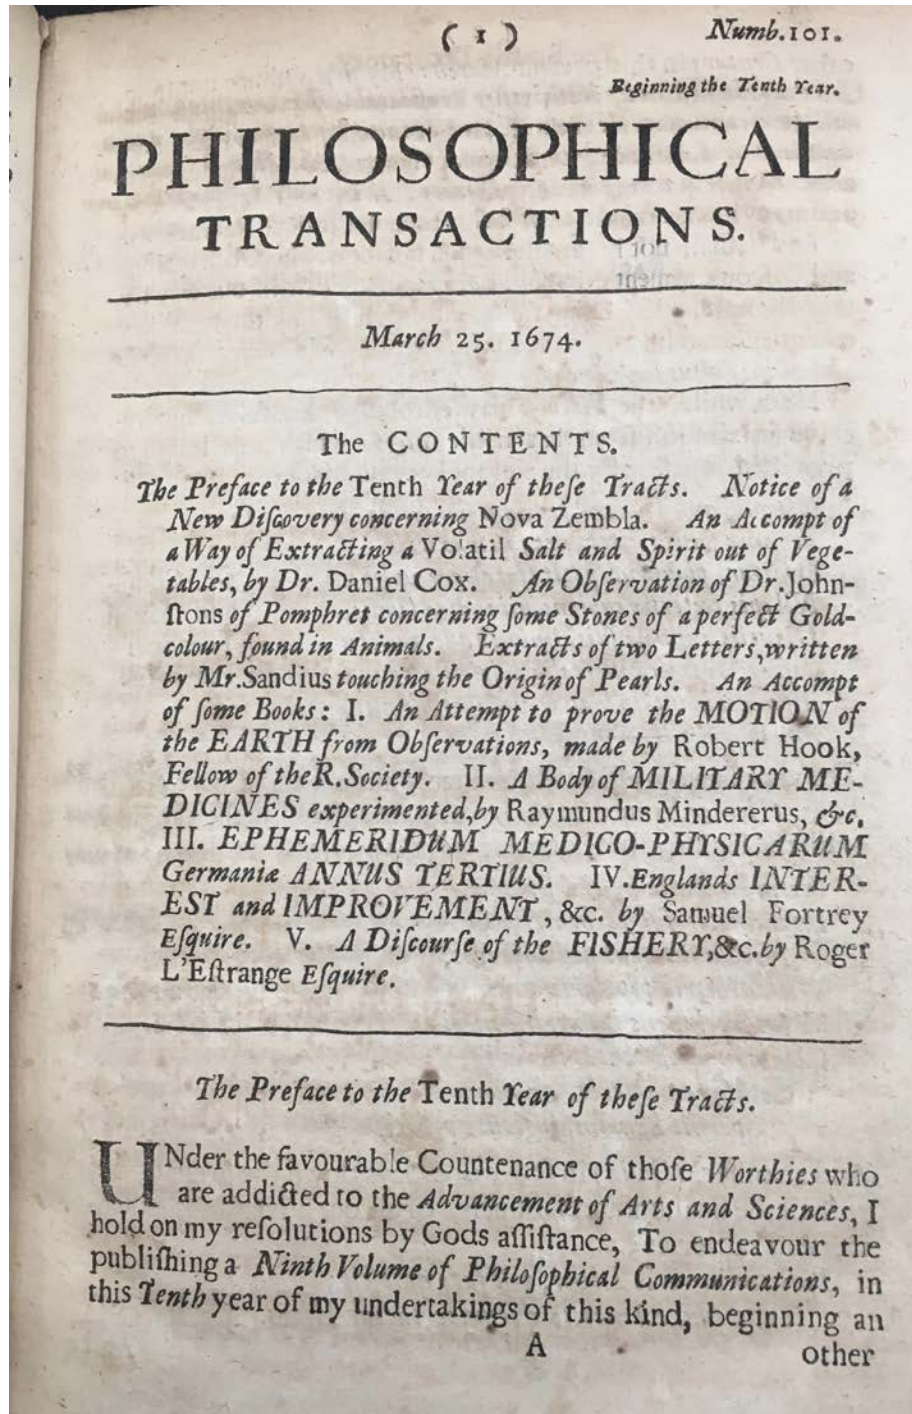 ( 1 )
Numb. 101.
Beginning the Tenth Year.
PHILOSOPHICAL
TRANSACTIONS.
March 25. 1674.
The CONTENTS.
The Preface to the Tenth Year of theſe Tracts. Notice of a
New Diſcovery concerning Nova Zembla. An Accompt of
a Way of Extracting a Volatil Salt and Spirit out of Vege-
tables, by Dr. Daniel Cox. An Obſervation of Dr. John-
ſtons of Pomphret concerning ſome Stones of a perfect Gold-
colour, found in Animals. Extracts of two Letters, written
by Mr. Sandius touching the Origin of Pearls. An Accompt
of ſome Books: I. An Attempt to prove the MOTION of
the EARTH from Obſervations, made by Robert Hook,
Fellow of the R. Society. II. A Body of MILITARY ME-
DICINES experimented, by Raymundus Mindererus, &c.
III. EPHEMERIDUM MEDICO-PHYSICARUM
Germaniæ ANNUS TERTIUS. IV. Englands INTER-
EST and IMPROVEMENT, &c. by Samuel Fortrey
Eſquire. V. A Diſcourſe of the FISHERY, &c. by Roger
L'Eſtrange Eſquire.
The Preface to the Tenth Year of theſe Tracts.
UNder the favourable Countenance of thoſe Worthies who
are addicted to the Advancement of Arts and Sciences, I
hold on my reſolutions by Gods aſſiſtance, To endeavour the
publiſhing a Ninth Volume of Philoſophical Communications, in
this Tenth year of my undertakings of this kind, beginning an
A
other